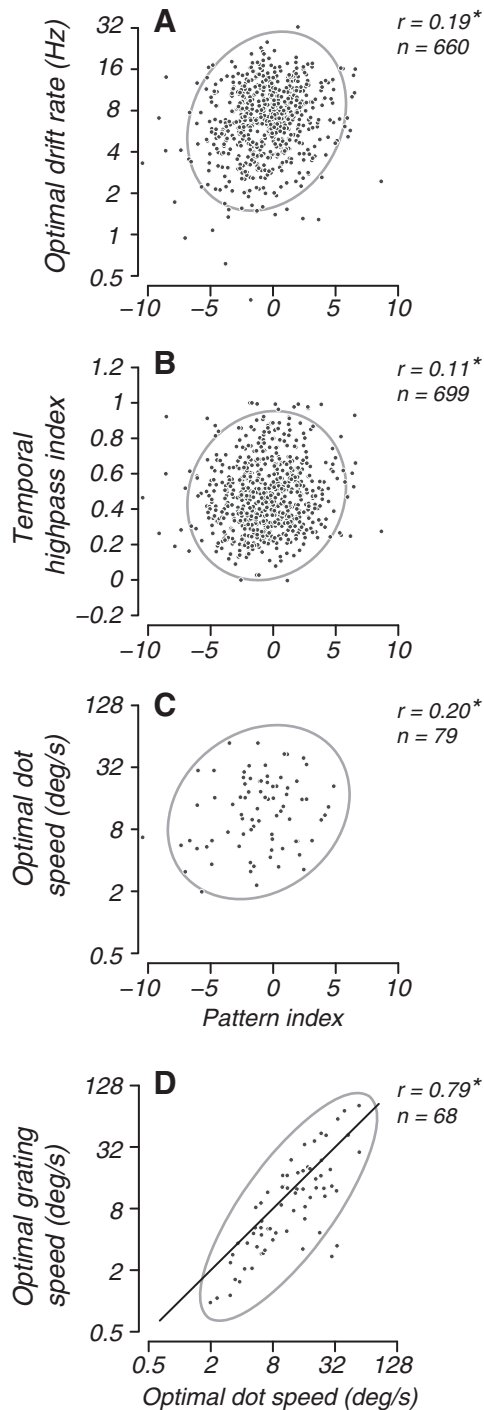 A
r = 0.19*
n = 660
Optimal drift rate (Hz)
32
16
8
4
2
1
0.5
−10
−5
0
5
10
B
r = 0.11*
n = 699
Temporal
highpass index
1.2
1
0.8
0.6
0.4
0.2
0
−0.2
−10
−5
0
5
10
C
r = 0.20*
n = 79
Optimal dot
speed (deg/s)
128
32
8
2
0.5
−10
−5
0
5
10
Pattern index
D
r = 0.79*
n = 68
Optimal grating
speed (deg/s)
128
32
8
2
0.5
0.5
2
8
32
128
Optimal dot speed (deg/s)